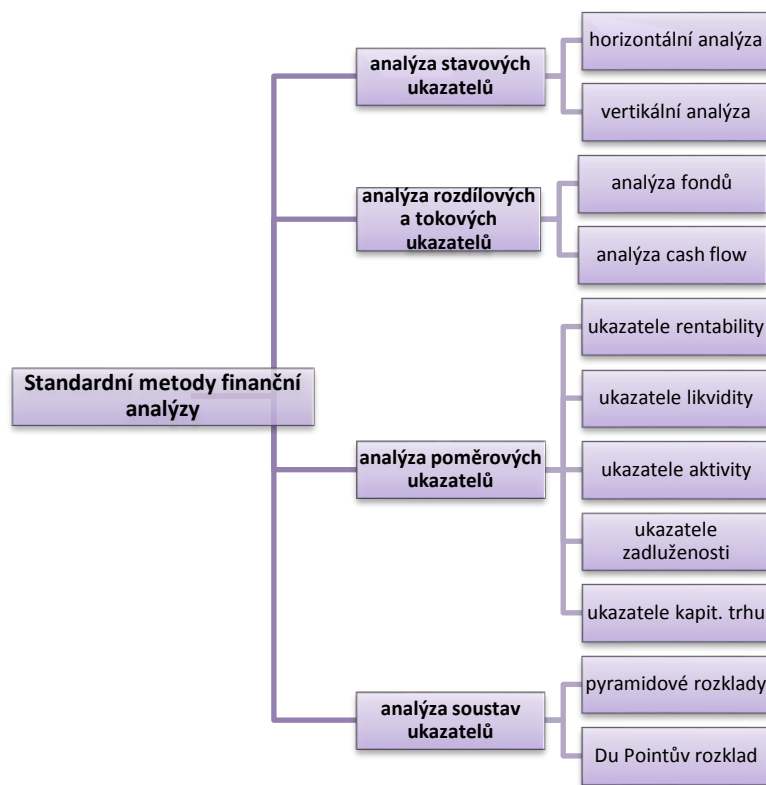 Standardní metody finanční
analýzy
analýza stavových
ukazatelů
horizontální analýza
vertikální analýza
analýza rozdílových
a tokových
ukazatelů
analýza fondů
analýza cash flow
analýza poměrových
ukazatelů
ukazatele rentability
ukazatele likvidity
ukazatele aktivity
ukazatele
zadluženosti
ukazatele kapit. trhu
analýza soustav
ukazatelů
pyramidové rozklady
Du Pointův rozklad